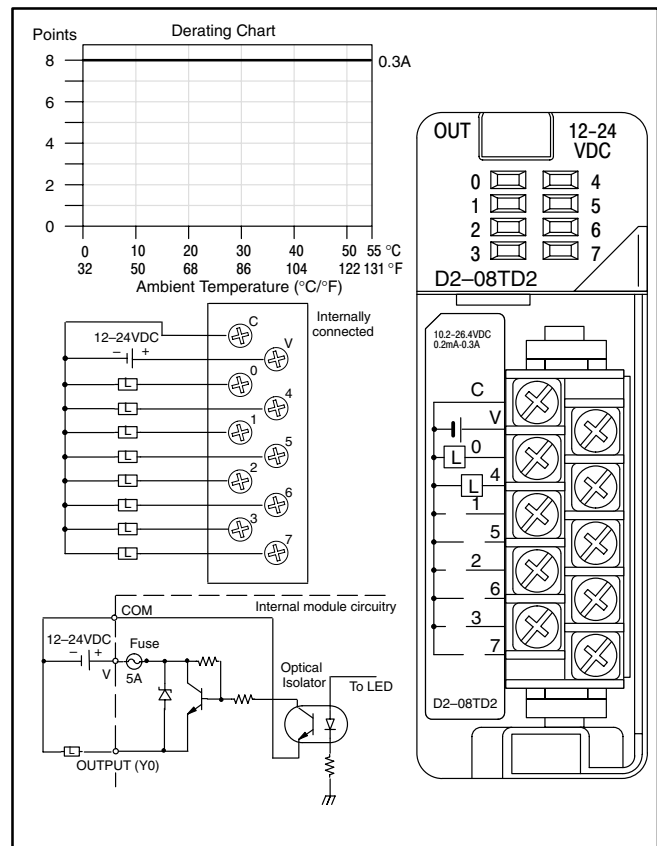 Points
Derating Chart
8
0.3A
6
4
2
0
0 10 20 30 40 50 55 °C
32 50 68 86 104 122 131 °F
Ambient Temperature (°C/°F)
Internally
connected
12–24VDC
– +
C
V
L 0
L 4
L 1
L 5
L 2
L 6
L 3
L 7
Internal module circuitry
COM
12–24VDC
– +
V
Fuse
5A
Optical
Isolator
To LED
L
OUTPUT (Y0)
OUT
12–24
VDC
0 4
1 5
2 6
3 7
D2–08TD2
10.2–26.4VDC
0.2mA-0.3A
C
V
L 0
L 4
1
5
2
6
3
7
D2–08TD2